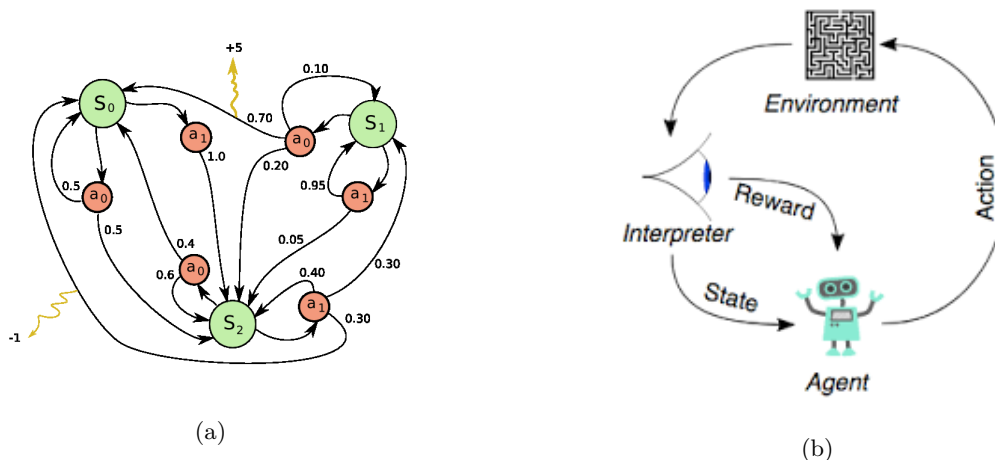 +5
0.10
S₀
0.70
S₁
a₁
a₀
1.0
0.20
0.5
0.95
a₀
a₁
0.5
0.05
0.4
0.30
a₀
0.6
0.40
a₁
S₂
0.30
-1
(a)
Environment
Reward
Interpreter
Action
State
Agent
(b)